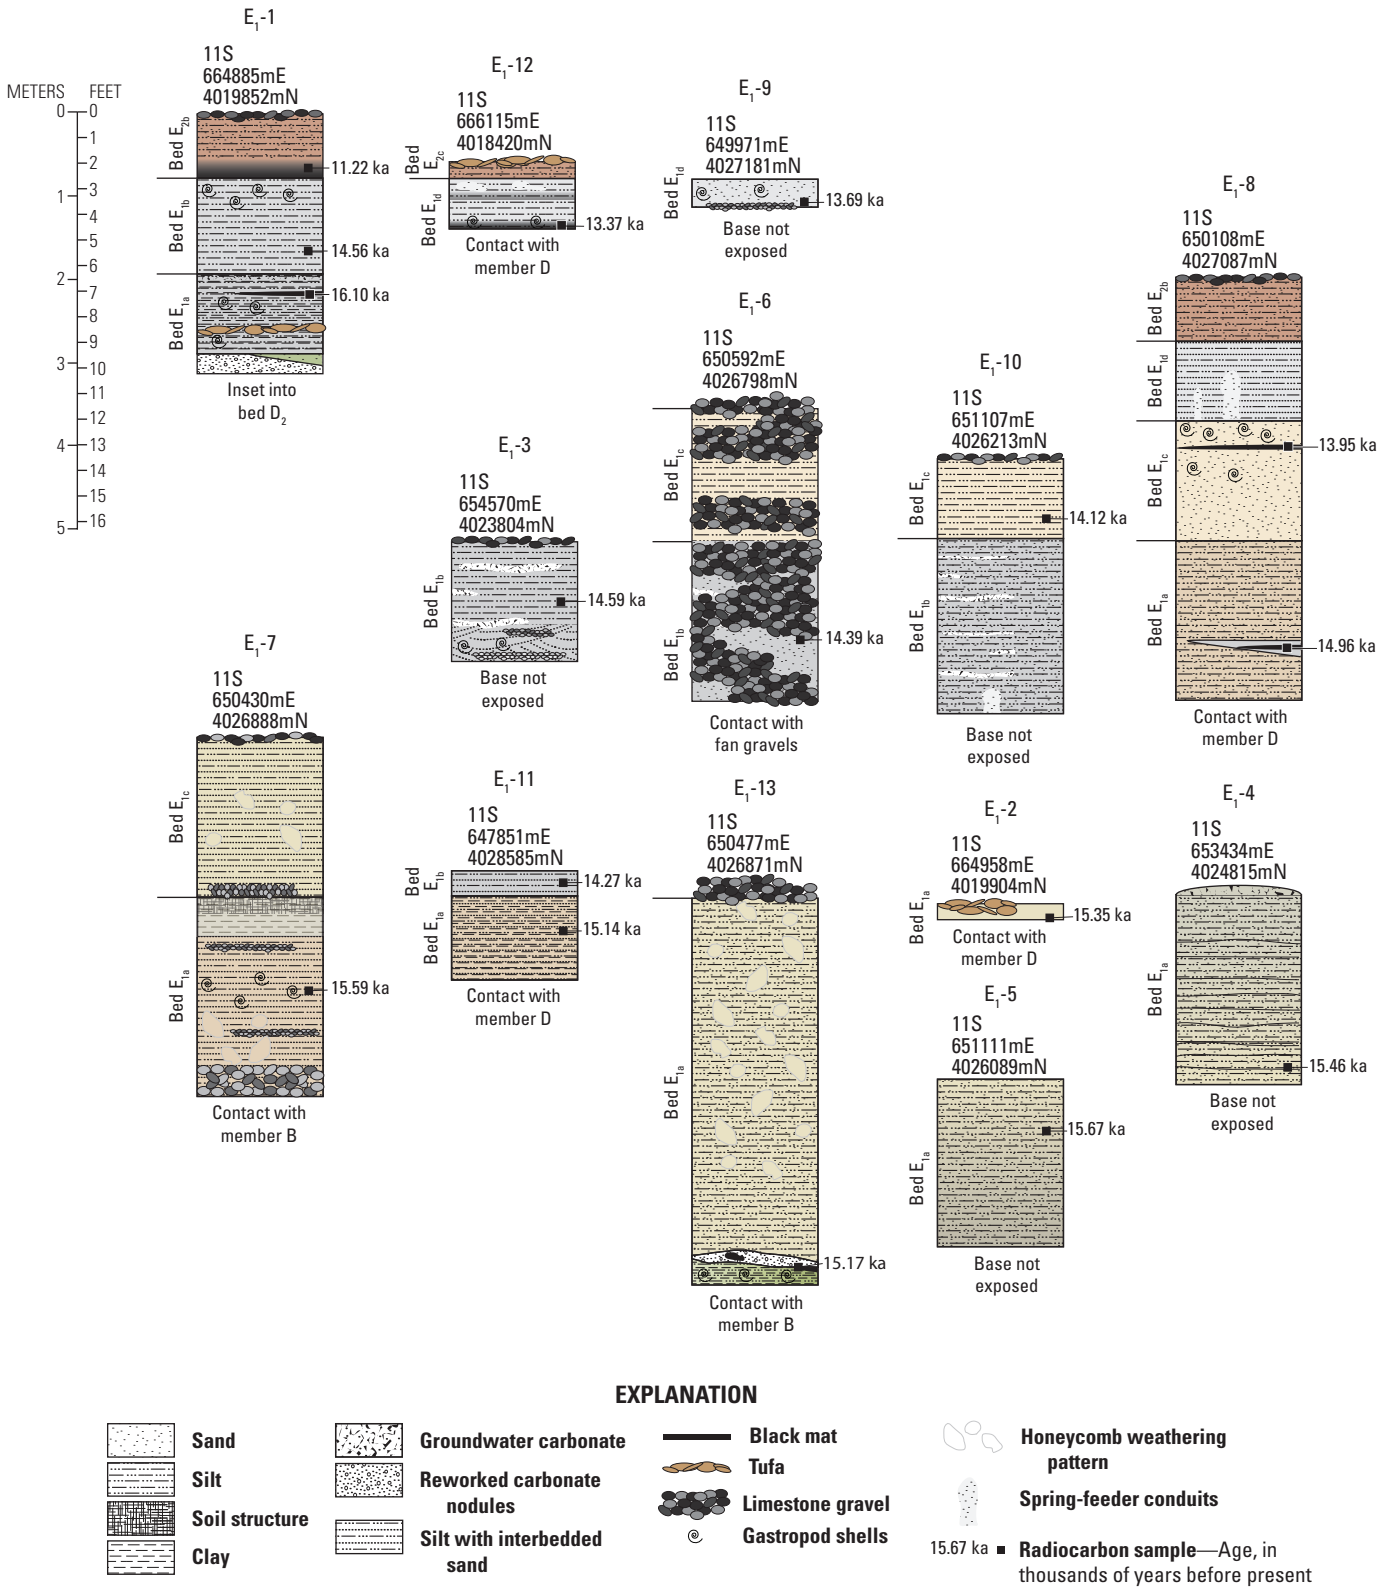 E1-1
11S
664885mE
4019852mN
METERS FEET
0 0
1
2
1 3
4
5
6
2 7
8
9
3 10
11
12
4 13
14
15
5 16
Bed E2b
Bed E1b
Bed E1a
11.22 ka
14.56 ka
16.10 ka
Inset into
bed D2
E1-12
11S
666115mE
4018420mN
Bed
E2c
Bed E1d
13.37 ka
Contact with
member D
E1-9
11S
649971mE
4027181mN
Bed E1d
13.69 ka
Base not
exposed
E1-8
11S
650108mE
4027087mN
Bed E2b
Bed E1d
Bed E1c
Bed E1a
13.95 ka
14.96 ka
Contact with
member D
E1-6
11S
650592mE
4026798mN
Bed E1c
Bed E1b
14.39 ka
Contact with
fan gravels
E1-10
11S
651107mE
4026213mN
Bed E1c
Bed E1b
14.12 ka
Base not
exposed
E1-3
11S
654570mE
4023804mN
Bed E1b
14.59 ka
Base not
exposed
E1-7
11S
650430mE
4026888mN
Bed E1c
Bed E1a
15.59 ka
Contact with
member B
E1-11
11S
647851mE
4028585mN
Bed
E1b
Bed E1a
14.27 ka
15.14 ka
Contact with
member D
E1-13
11S
650477mE
4026871mN
Bed E1a
15.17 ka
Contact with
member B
E1-2
11S
664958mE
4019904mN
Bed E1a
15.35 ka
Contact with
member D
E1-5
11S
651111mE
4026089mN
Bed E1a
15.67 ka
Base not
exposed
E1-4
11S
653434mE
4024815mN
Bed E1a
15.46 ka
Base not
exposed
EXPLANATION
Sand
Silt
Soil structure
Clay
Groundwater carbonate
Reworked carbonate
nodules
Silt with interbedded
sand
Black mat
Tufa
Limestone gravel
Gastropod shells
Honeycomb weathering
pattern
Spring-feeder conduits
15.67 ka Radiocarbon sample—Age, in
thousands of years before present